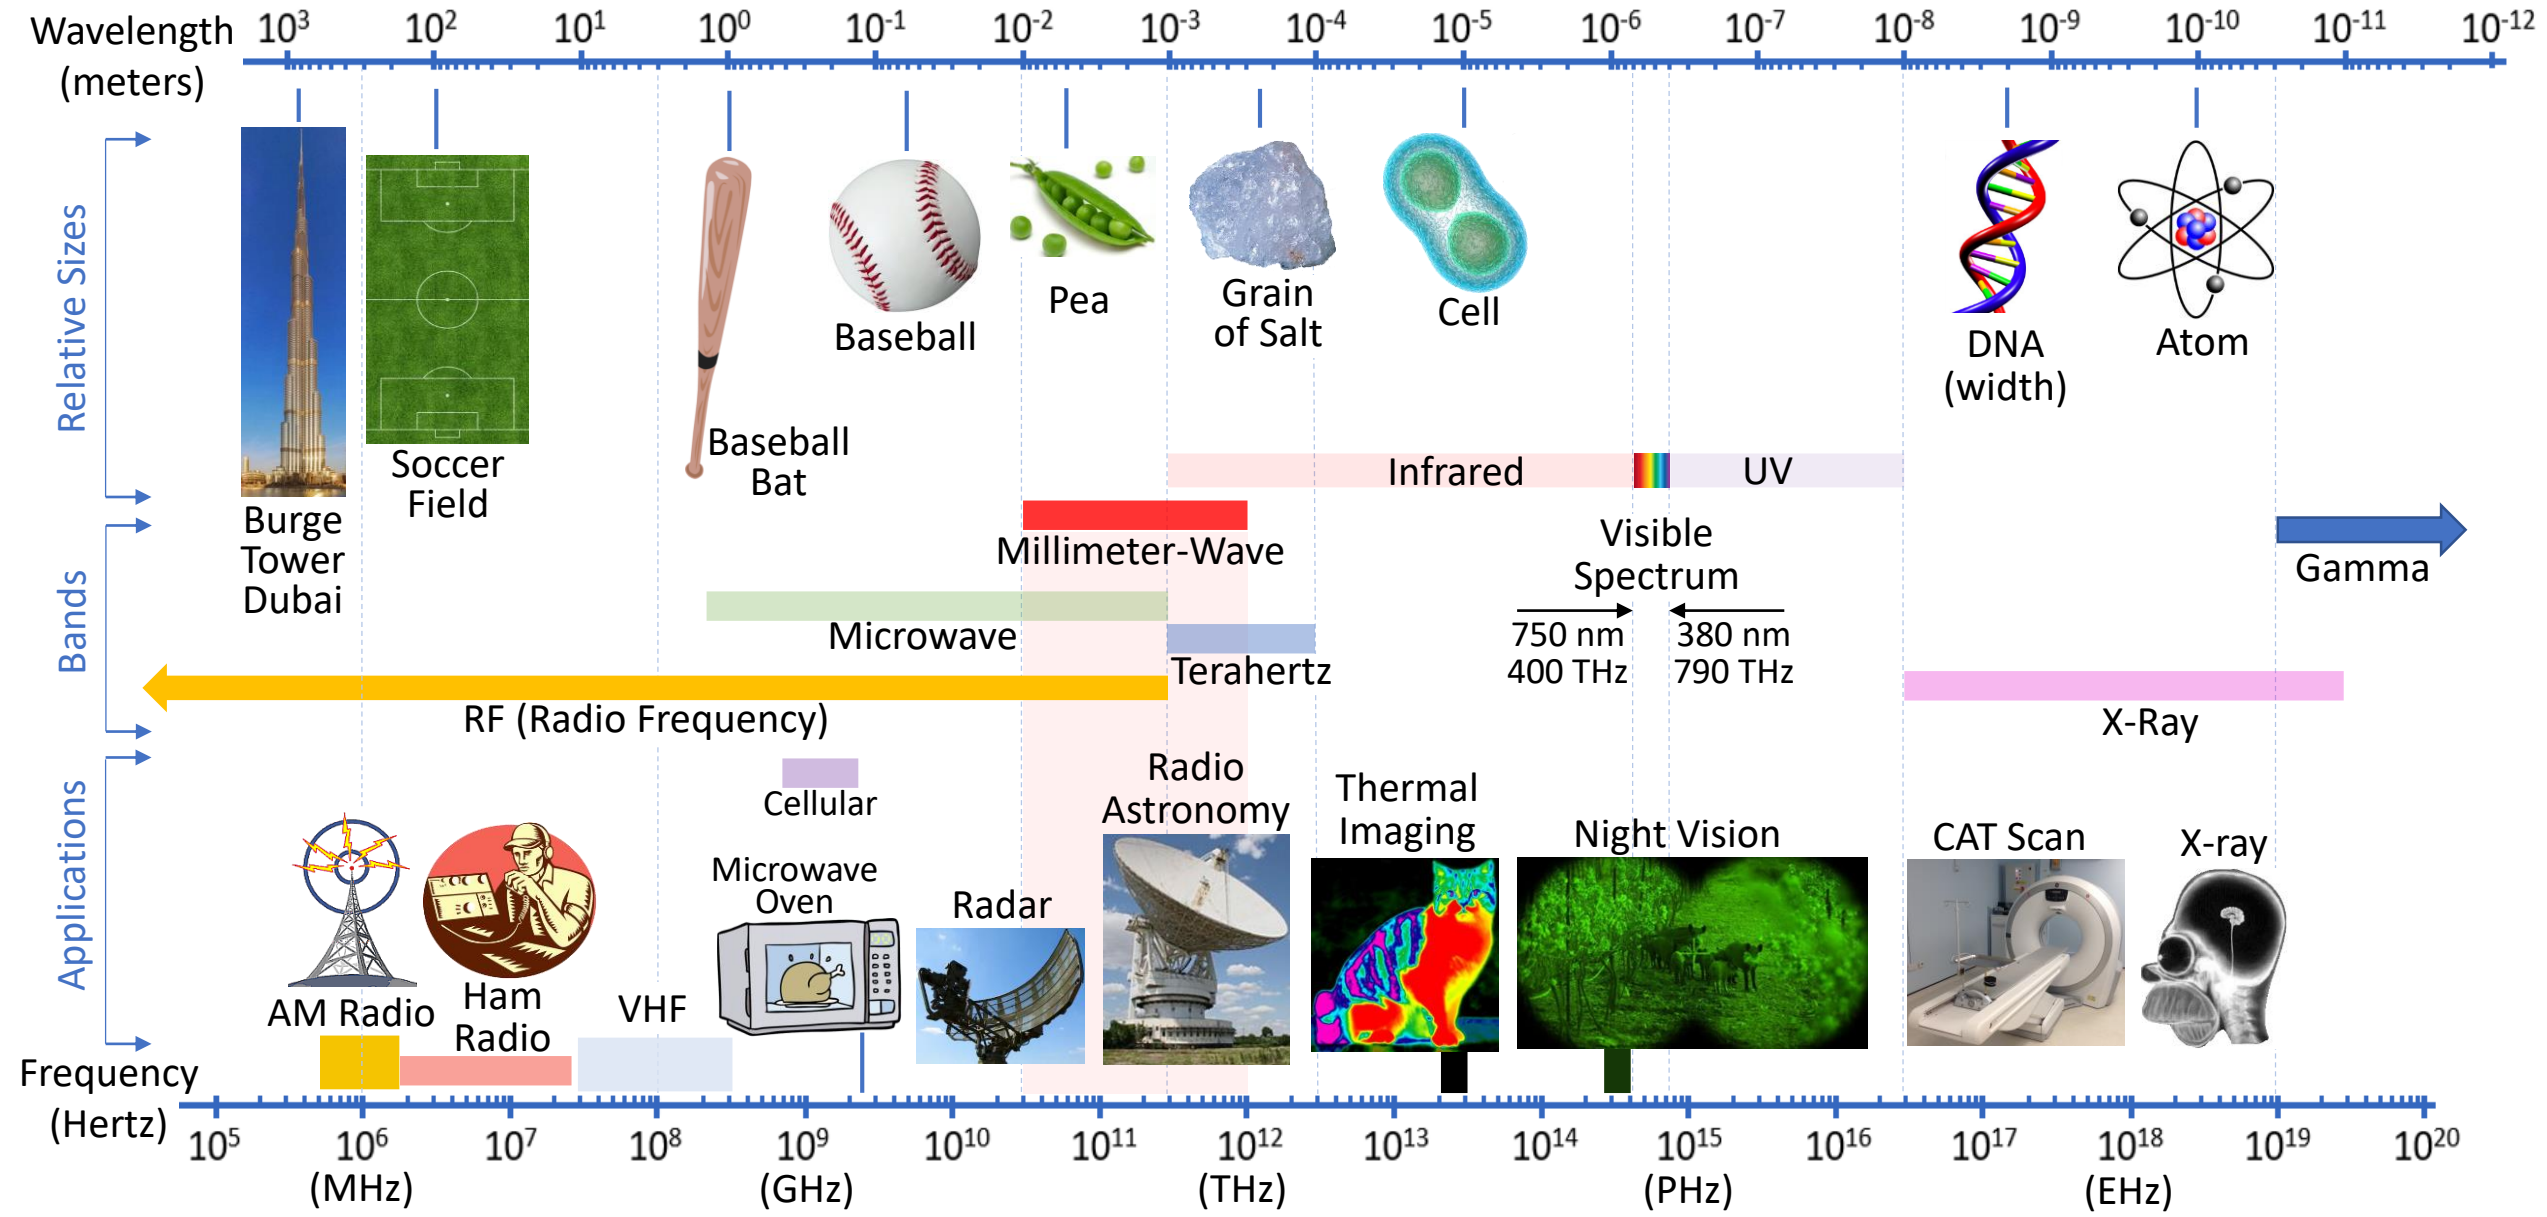 Wavelength
(meters)
10³ 10² 10¹ 10⁰ 10⁻¹ 10⁻² 10⁻³ 10⁻⁴ 10⁻⁵ 10⁻⁶ 10⁻⁷ 10⁻⁸ 10⁻⁹ 10⁻¹⁰ 10⁻¹¹ 10⁻¹²
Relative Sizes
Burge
Tower
Dubai
Soccer
Field
Baseball
Bat
Baseball
Pea
Grain
of Salt
Cell
DNA
(width)
Atom
Bands
Infrared
UV
Millimeter-Wave
Visible
Spectrum
750 nm
400 THz
380 nm
790 THz
Gamma
Microwave
Terahertz
RF (Radio Frequency)
X-Ray
Applications
AM Radio
Ham
Radio
VHF
Cellular
Microwave
Oven
Radar
Radio
Astronomy
Thermal
Imaging
Night Vision
CAT Scan
X-ray
Frequency
(Hertz)
10⁵ 10⁶ 10⁷ 10⁸ 10⁹ 10¹⁰ 10¹¹ 10¹² 10¹³ 10¹⁴ 10¹⁵ 10¹⁶ 10¹⁷ 10¹⁸ 10¹⁹ 10²⁰
(MHz) (GHz) (THz) (PHz) (EHz)